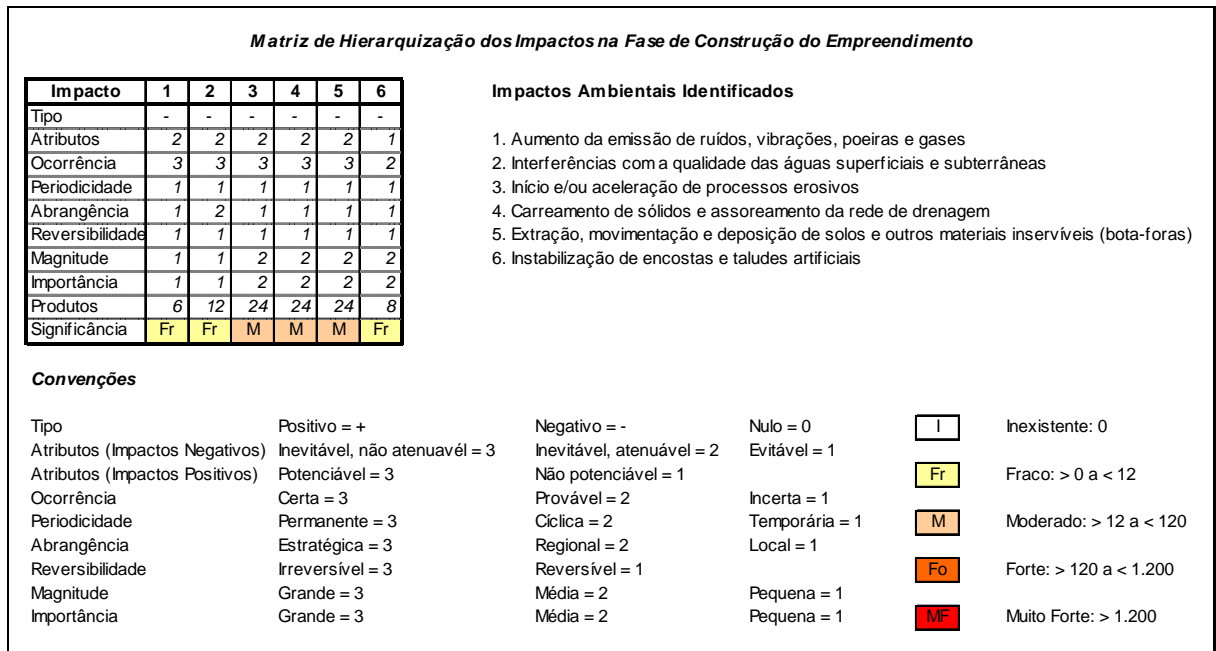 Matriz de Hierarquização dos Impactos na Fase de Construção do Empreendimento
Impacto 1 2 3 4 5 6
Tipo - - - - - -
Atributos 2 2 2 2 2 1
Ocorrência 3 3 3 3 3 2
Periodicidade 1 1 1 1 1 1
Abrangência 1 2 1 1 1 1
Reversibilidade 1 1 1 1 1 1
Magnitude 1 1 2 2 2 2
Importância 1 1 2 2 2 2
Produtos 6 12 24 24 24 8
Significância Fr Fr M M M Fr
Impactos Ambientais Identificados
1. Aumento da emissão de ruídos, vibrações, poeiras e gases
2. Interferências com a qualidade das águas superficiais e subterrâneas
3. Início e/ou aceleração de processos erosivos
4. Carreamento de sólidos e assoreamento da rede de drenagem
5. Extração, movimentação e deposição de solos e outros materiais inservíveis (bota-foras)
6. Instabilização de encostas e taludes artificiais
Convenções
Tipo Positivo = + Negativo = - Nulo = 0 I Inexistente: 0
Atributos (Impactos Negativos) Inevitável, não atenuavél = 3 Inevitável, atenuável = 2 Evitável = 1
Atributos (Impactos Positivos) Potenciável = 3 Não potenciável = 1 Fr Fraco: > 0 a < 12
Ocorrência Certa = 3 Provável = 2 Incerta = 1
Periodicidade Permanente = 3 Cíclica = 2 Temporária = 1 M Moderado: > 12 a < 120
Abrangência Estratégica = 3 Regional = 2 Local = 1
Reversibilidade Irreversível = 3 Reversível = 1 Fo Forte: > 120 a < 1.200
Magnitude Grande = 3 Média = 2 Pequena = 1
Importância Grande = 3 Média = 2 Pequena = 1 MF Muito Forte: > 1.200